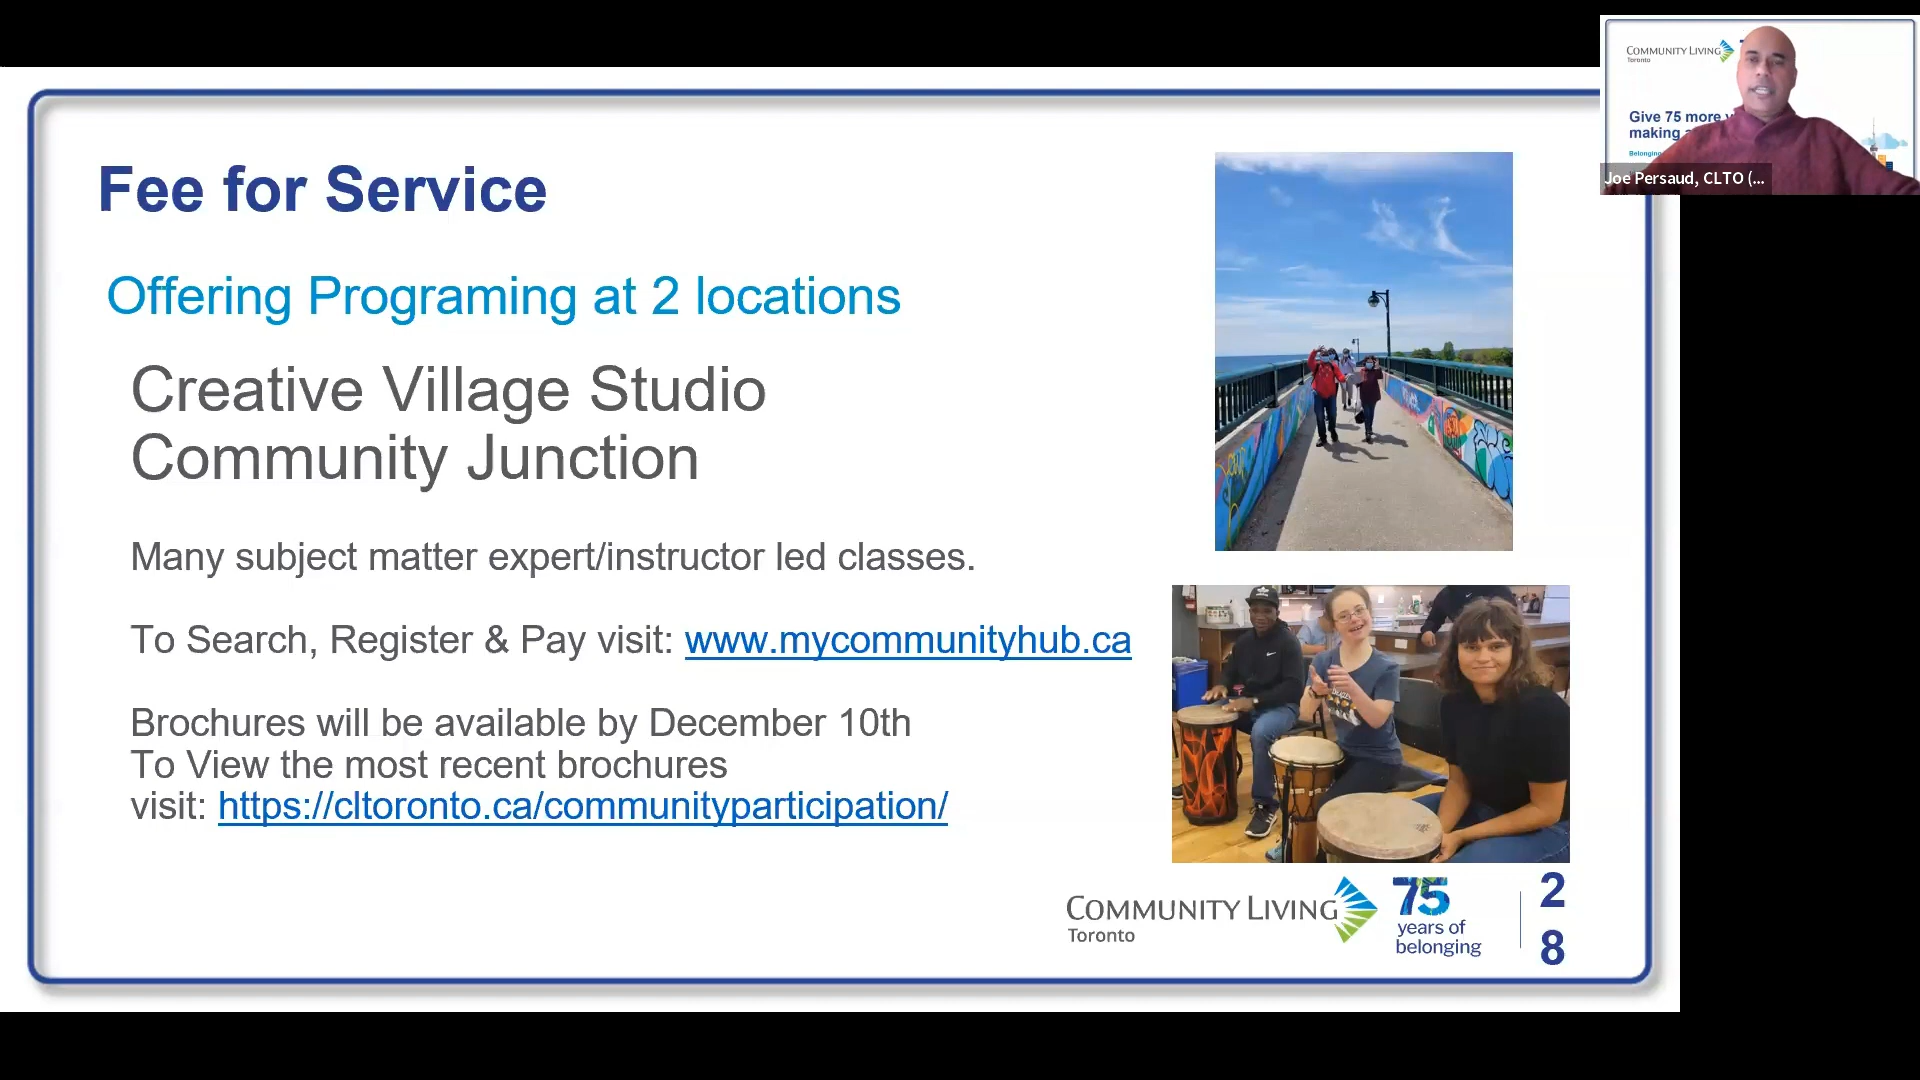 Fee for Service
Offering Programing at 2 locations
Creative Village Studio
Community Junction
Many subject matter expert/instructor led classes.
To Search, Register & Pay visit: www.mycommunityhub.ca
Brochures will be available by December 10th
To View the most recent brochures
visit: https://cltoronto.ca/communityparticipation/
COMMUNITY LIVING
Toronto
75
years of
belonging
2
8
COMMUNITY LIVING
Toronto
Give 75 more
making
Belonging
Joe Persaud, CLTO (...